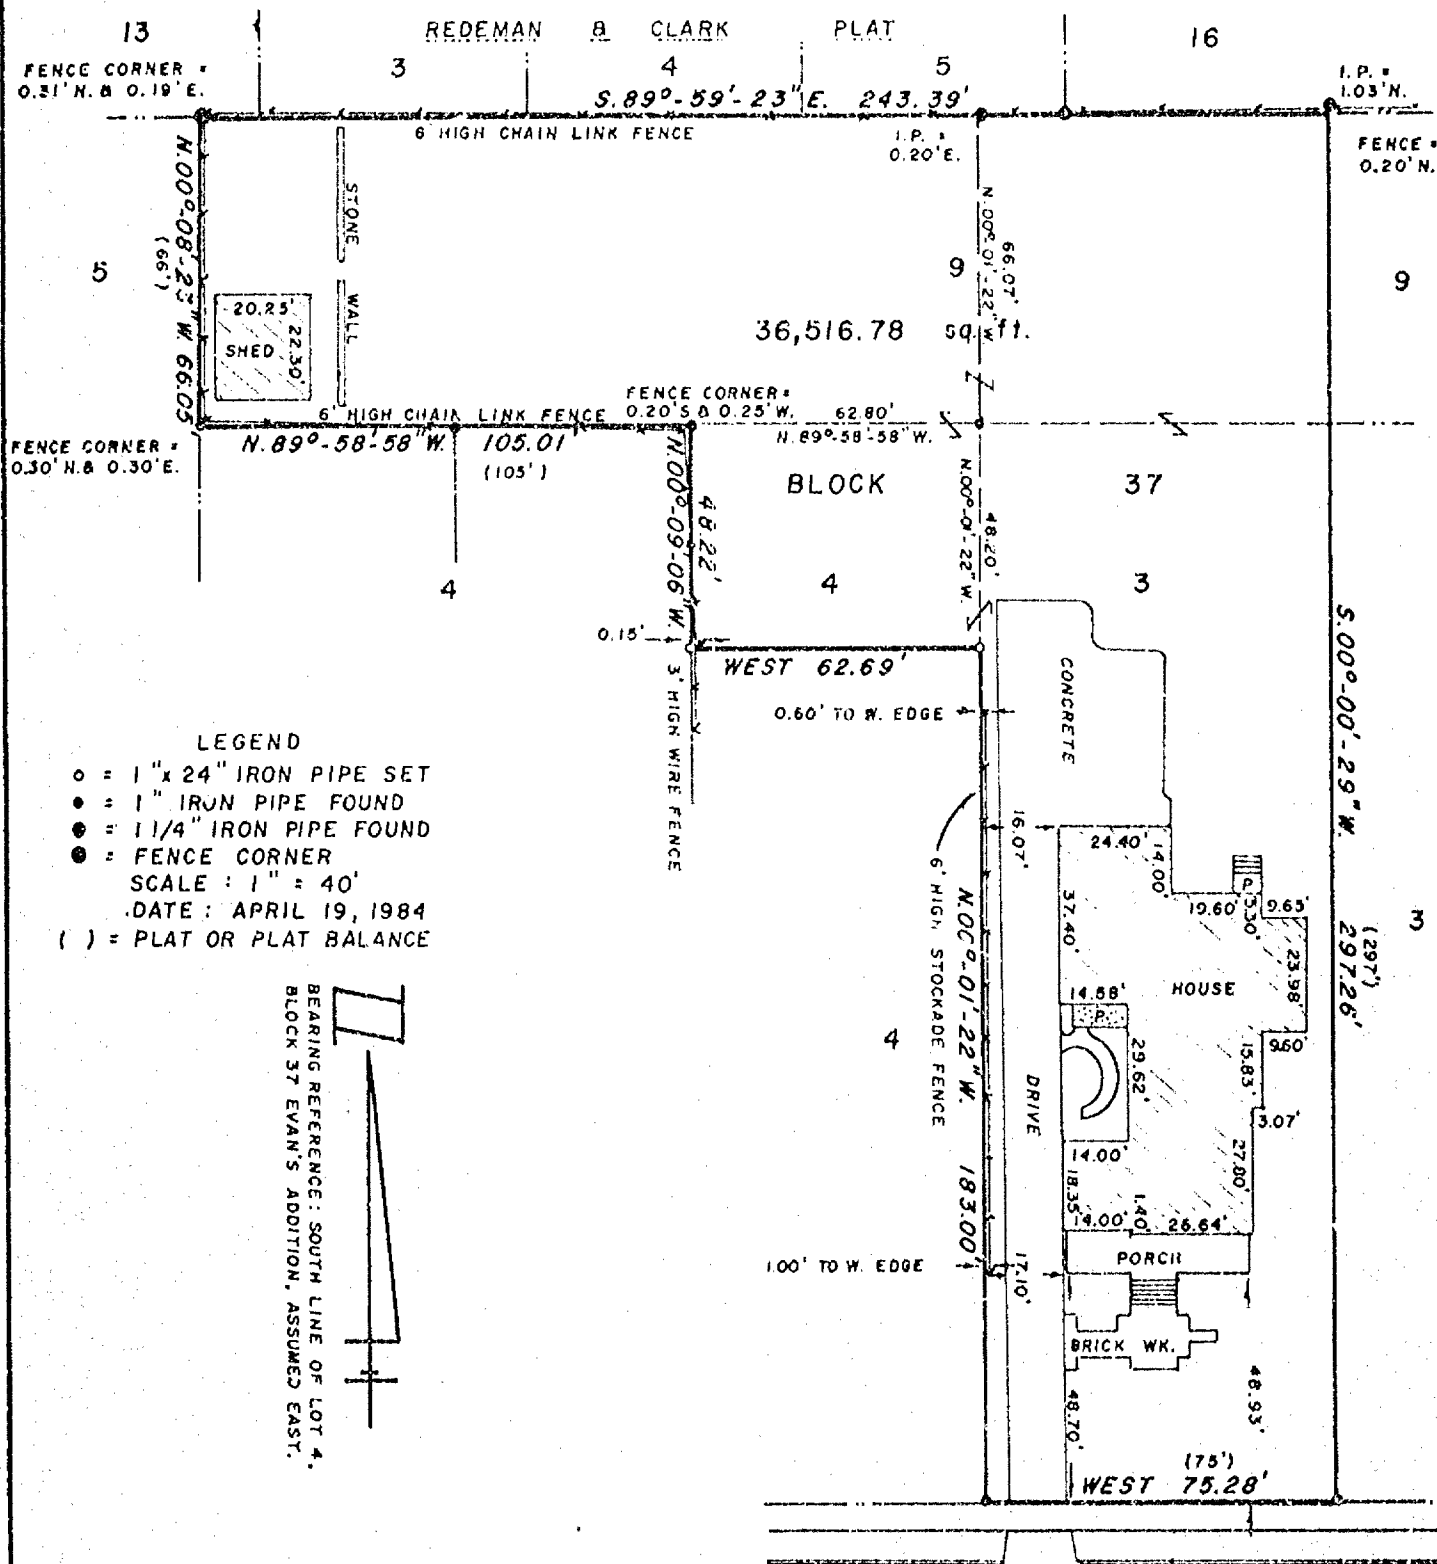 13
REDEMAN & CLARK PLAT
16
3
4
5
FENCE CORNER =
0.31' N. & 0.19' E.
S. 89°-59'-23" E. 243.39'
I.P. =
1.03' N.
6' HIGH CHAIN LINK FENCE
I.P. =
0.20' E.
FENCE =
0.20' N.
N. 00°-08'-23" W. 66.05'
(66')
STONE WALL
N. 00°-01'-22" W.
66.07'
5
9
9
20.25'
22.30'
SHED
36,516.78 sq. ft.
FENCE CORNER =
0.20' S & 0.25' W.
62.80'
N. 89°-58'-58" W.
6' HIGH CHAIN LINK FENCE
N. 89°-58'-58" W. 105.01
(105')
FENCE CORNER =
0.30' N. & 0.30' E.
BLOCK 37
N. 00°-09'-06" W.
48.22'
N. 00°-01'-22" W.
48.20'
4
4
3
0.15'
WEST 62.69'
3' HIGH WIRE FENCE
CONCRETE
S. 00°-00'-29" W.
297.26'
(297')
0.60' TO W. EDGE
LEGEND
○ = 1" x 24" IRON PIPE SET
● = 1" IRON PIPE FOUND
● = 1 1/4" IRON PIPE FOUND
● = FENCE CORNER
SCALE : 1" = 40'
DATE : APRIL 19, 1984
( ) = PLAT OR PLAT BALANCE
16.07'
24.40'
14.00'
P.
19.60'
5.30'
9.65'
37.40'
6' HIGH STOCKADE FENCE
N. 00°-01'-22" W. 183.00'
3
23.98'
HOUSE
14.58'
P.
4
29.62'
9.60'
15.83'
DRIVE
3.07'
14.00'
27.80'
18.35'
14.00'
1.40'
26.64'
PORCH
1.00' TO W. EDGE
17.10'
BRICK WK.
48.70'
48.93'
(75')
WEST 75.28'
BEARING REFERENCE : SOUTH LINE OF LOT 4,
BLOCK 37 EVAN'S ADDITION, ASSUMED EAST.